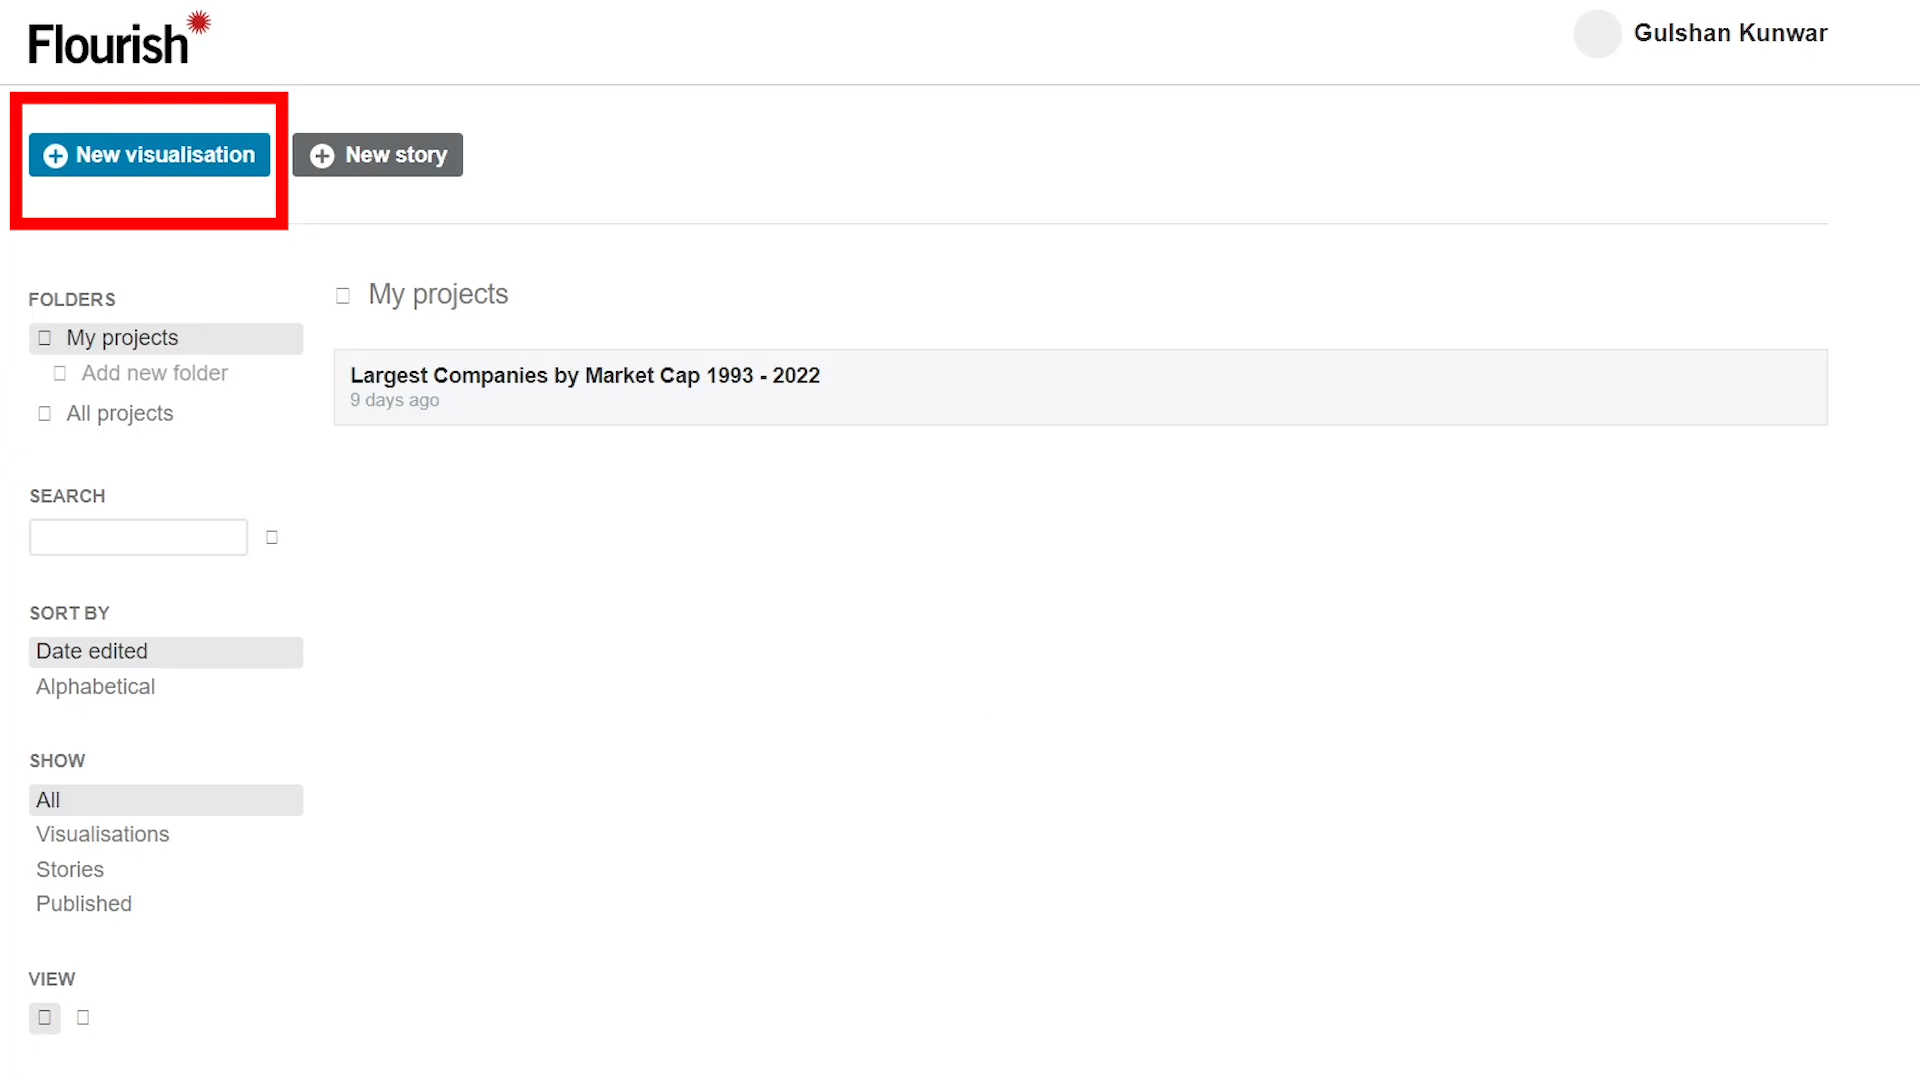 Flourish
Gulshan Kunwar
New visualisation
New story
FOLDERS
My projects
Add new folder
All projects
My projects
Largest Companies by Market Cap 1993 - 2022
9 days ago
SEARCH
SORT BY
Date edited
Alphabetical
SHOW
All
Visualisations
Stories
Published
VIEW